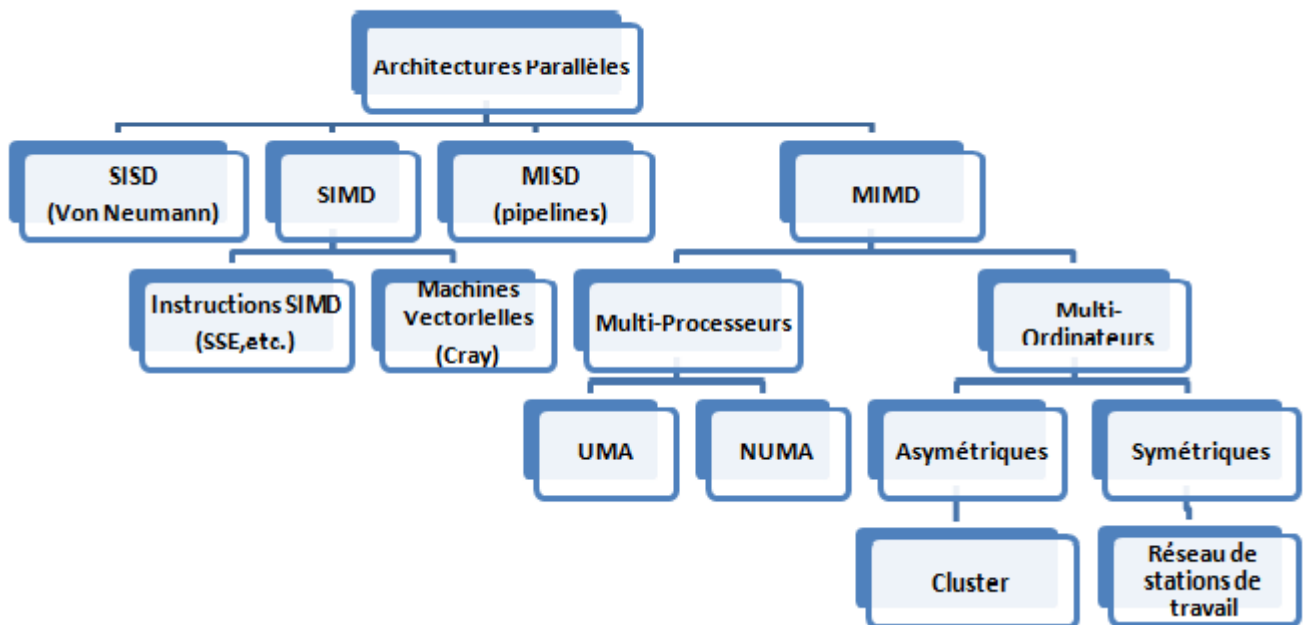 Architectures Parallèles
SISD
(Von Neumann)
SIMD
MISD
(pipelines)
MIMD
Instructions SIMD
(SSE,etc.)
Machines
Vectorlelles
(Cray)
Multi-Processeurs
Multi-
Ordinateurs
UMA
NUMA
Asymétriques
Symétriques
Cluster
Réseau de
stations de
travail